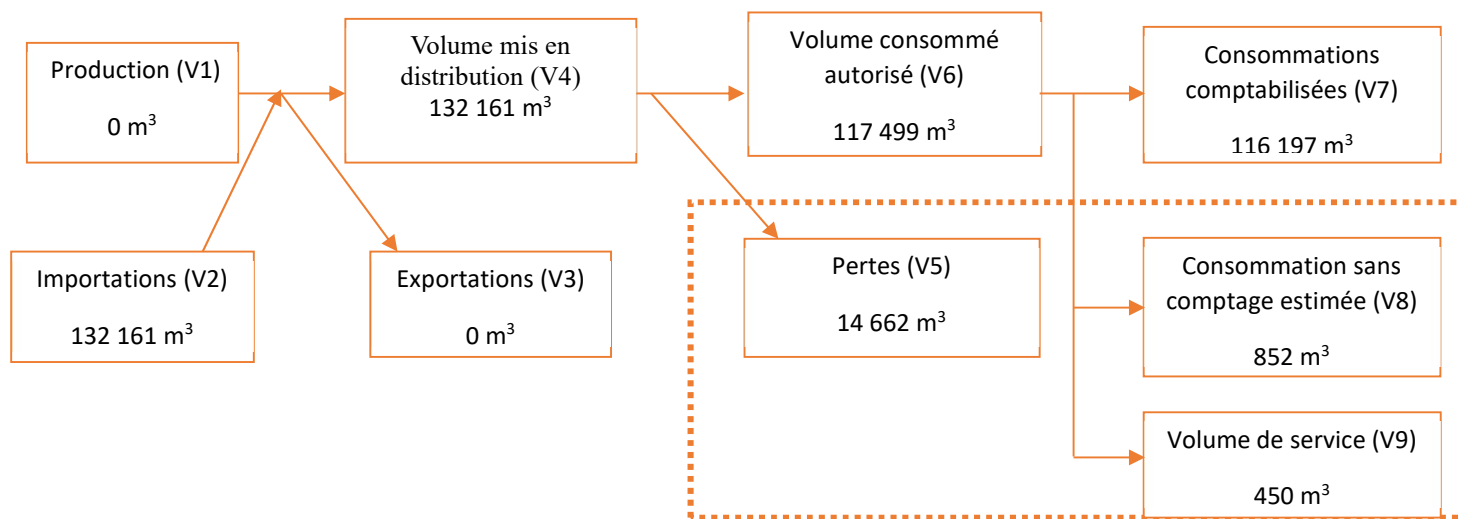 Production (V1)
0 m³
Volume mis en
distribution (V4)
132 161 m³
Volume consommé
autorisé (V6)
117 499 m³
Consommations
comptabilisées (V7)
116 197 m³
Importations (V2)
132 161 m³
Exportations (V3)
0 m³
Pertes (V5)
14 662 m³
Consommation sans
comptage estimée (V8)
852 m³
Volume de service (V9)
450 m³